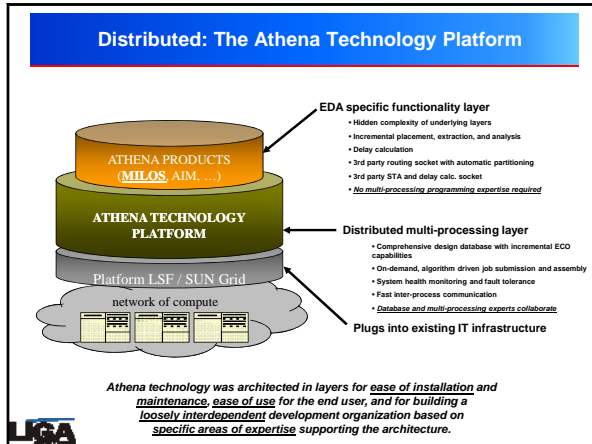 Distributed: The Athena Technology Platform
EDA specific functionality layer
• Hidden complexity of underlying layers
• Incremental placement, extraction, and analysis
• Delay calculation
• 3rd party routing socket with automatic partitioning
• 3rd party STA and delay calc. socket
• No multi-processing programming expertise required
ATHENA PRODUCTS
(MILOS, AIM, …)
ATHENA TECHNOLOGY
PLATFORM
Distributed multi-processing layer
• Comprehensive design database with incremental ECO
capabilities
• On-demand, algorithm driven job submission and assembly
• System health monitoring and fault tolerance
• Fast inter-process communication
• Database and multi-processing experts collaborate
Platform LSF / SUN Grid
network of compute
Plugs into existing IT infrastructure
Athena technology was architected in layers for ease of installation and
maintenance, ease of use for the end user, and for building a
loosely interdependent development organization based on
specific areas of expertise supporting the architecture.